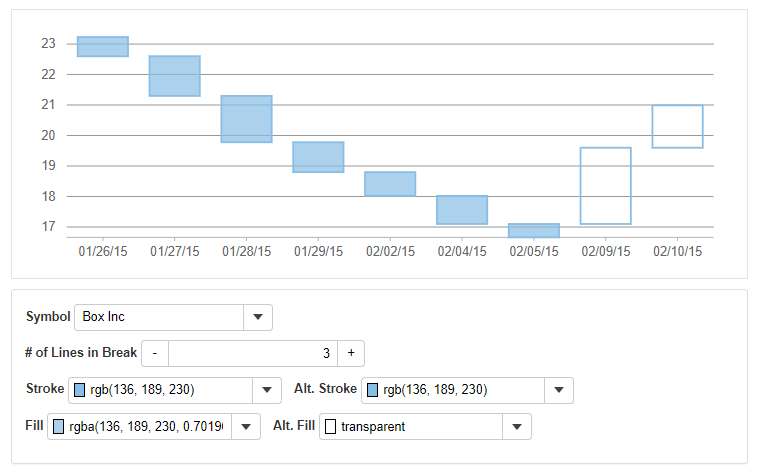 23
22
21
20
19
18
17
01/26/15 01/27/15 01/28/15 01/29/15 02/02/15 02/04/15 02/05/15 02/09/15 02/10/15
Symbol Box Inc
# of Lines in Break - 3 +
Stroke rgb(136, 189, 230) Alt. Stroke rgb(136, 189, 230)
Fill rgba(136, 189, 230, 0.7019 Alt. Fill transparent